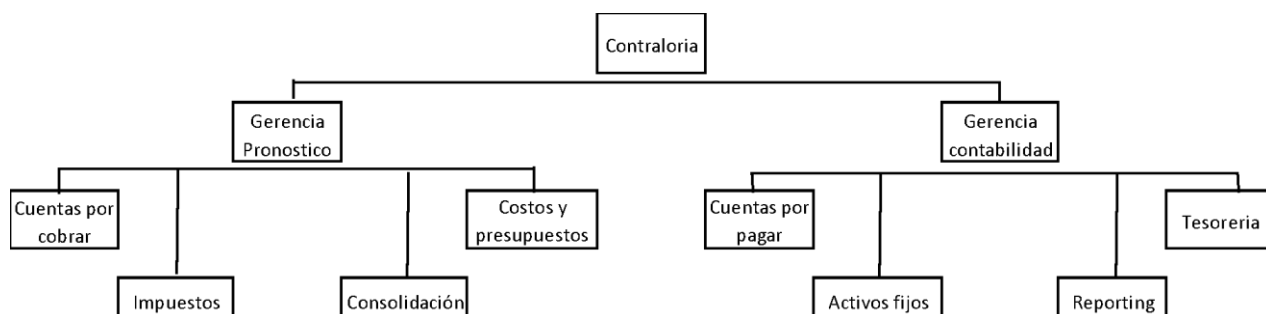 Contraloria
Gerencia
Pronostico
Gerencia
contabilidad
Cuentas por
cobrar
Costos y
presupuestos
Cuentas por
pagar
Tesoreria
Impuestos
Consolidación
Activos fijos
Reporting